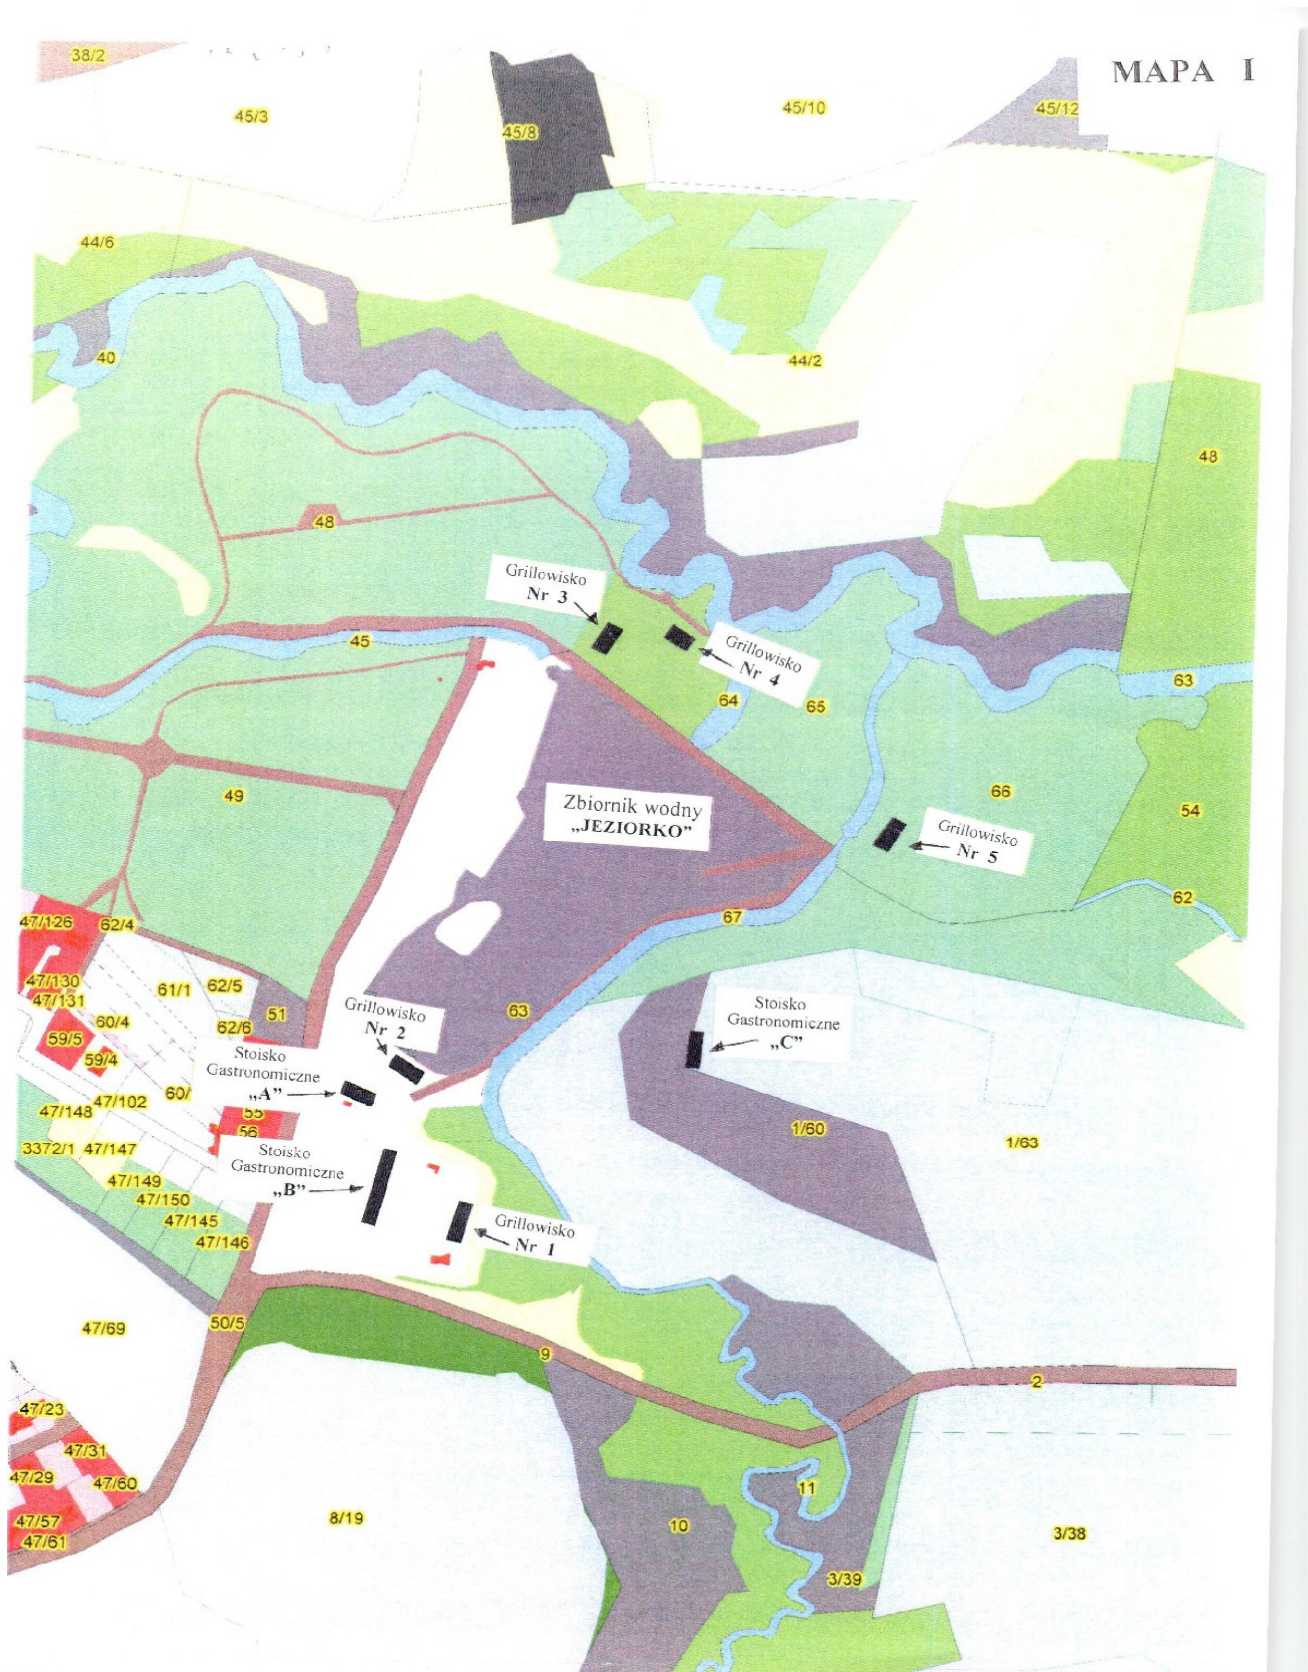 MAPA I
38/2
45/3
45/8
45/10
45/12
44/6
40
44/2
48
48
Grillowisko
Nr 3
45
Grillowisko
Nr 4
64
65
63
49
Zbiornik wodny
„JEZIORKO”
66
54
Grillowisko
Nr 5
62
67
47/126
62/4
47/130
47/131
61/1
62/5
60/4
62/6
51
59/5
59/4
Grillowisko
Nr 2
63
Stoisko
Gastronomiczne
„C”
Stoisko
Gastronomiczne
„A”
60/
47/148
47/102
55
56
1/60
1/63
3372/1
47/147
Stoisko
Gastronomiczne
„B”
47/149
47/150
47/145
47/146
Grillowisko
Nr 1
47/69
50/5
9
2
47/23
47/31
47/29
47/60
47/57
47/61
8/19
10
11
3/38
3/39